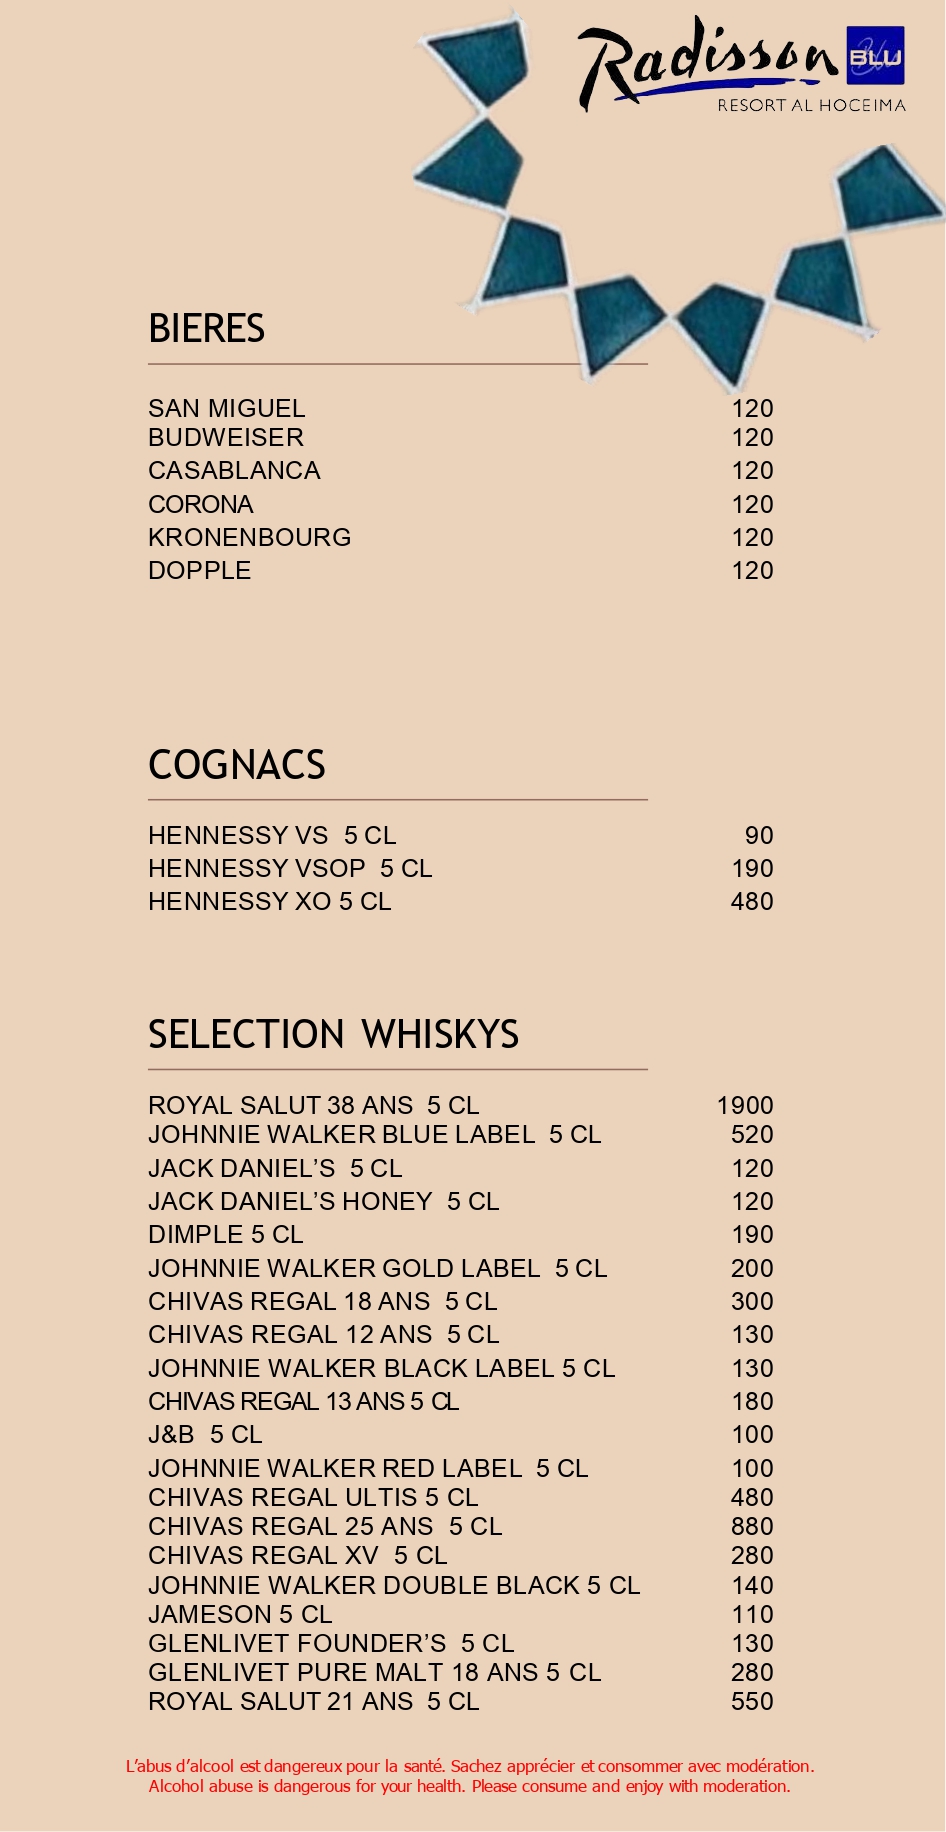 Radisson BLU
RESORT AL HOCEIMA
BIERES
SAN MIGUEL 120
BUDWEISER 120
CASABLANCA 120
CORONA 120
KRONENBOURG 120
DOPPLE 120
COGNACS
HENNESSY VS 5 CL 90
HENNESSY VSOP 5 CL 190
HENNESSY XO 5 CL 480
SELECTION WHISKYS
ROYAL SALUT 38 ANS 5 CL 1900
JOHNNIE WALKER BLUE LABEL 5 CL 520
JACK DANIEL’S 5 CL 120
JACK DANIEL’S HONEY 5 CL 120
DIMPLE 5 CL 190
JOHNNIE WALKER GOLD LABEL 5 CL 200
CHIVAS REGAL 18 ANS 5 CL 300
CHIVAS REGAL 12 ANS 5 CL 130
JOHNNIE WALKER BLACK LABEL 5 CL 130
CHIVAS REGAL 13 ANS 5 CL 180
J&B 5 CL 100
JOHNNIE WALKER RED LABEL 5 CL 100
CHIVAS REGAL ULTIS 5 CL 480
CHIVAS REGAL 25 ANS 5 CL 880
CHIVAS REGAL XV 5 CL 280
JOHNNIE WALKER DOUBLE BLACK 5 CL 140
JAMESON 5 CL 110
GLENLIVET FOUNDER’S 5 CL 130
GLENLIVET PURE MALT 18 ANS 5 CL 280
ROYAL SALUT 21 ANS 5 CL 550
L’abus d’alcool est dangereux pour la santé. Sachez apprécier et consommer avec modération.
Alcohol abuse is dangerous for your health. Please consume and enjoy with moderation.